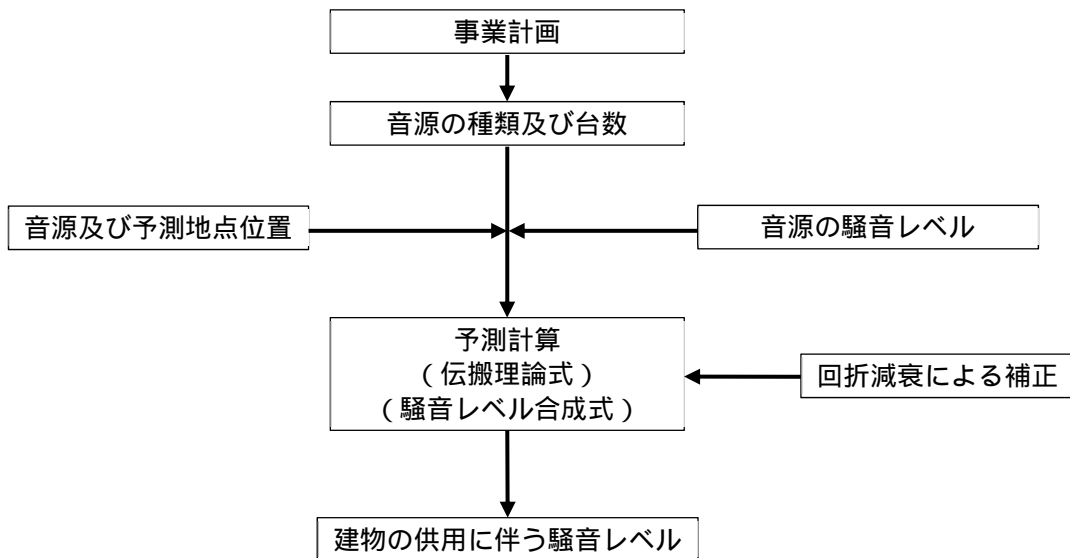 事業計画
音源の種類及び台数
音源及び予測地点位置
音源の騒音レベル
予測計算
(伝搬理論式)
(騒音レベル合成式)
回折減衰による補正
建物の供用に伴う騒音レベル